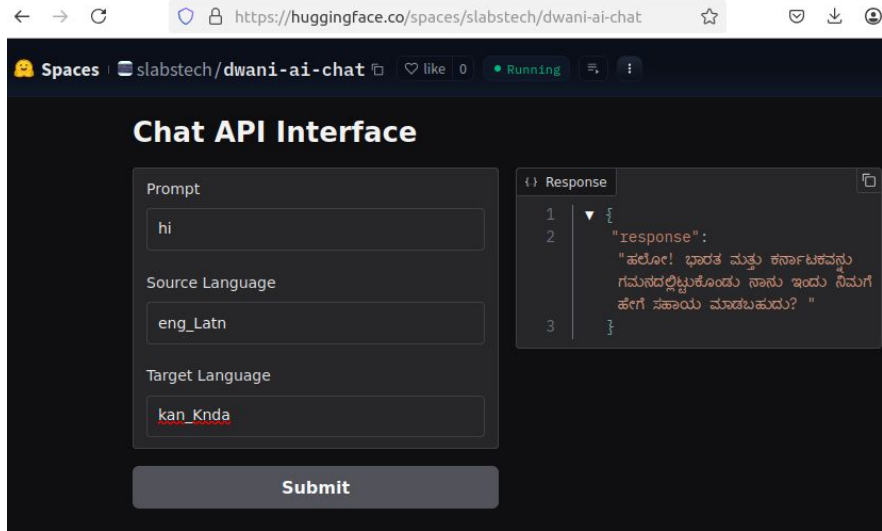 https://huggingface.co/spaces/slabstech/dwani-ai-chat
Spaces slabstech/dwani-ai-chat like 0 Running
Chat API Interface
Prompt
hi
Source Language
eng_Latn
Target Language
kan_Knda
Submit
Response
1 {
2 "response":
"ಹಲೋ! ಭಾರತ ಮತ್ತು ಕರ್ನಾಟಕವನ್ನು
ಗಮನದಲ್ಲಿಟ್ಟುಕೊಂಡು ನಾನು ಇಂದು ನಿಮಗೆ
ಹೇಗೆ ಸಹಾಯ ಮಾಡಬಹುದು? "
3 }